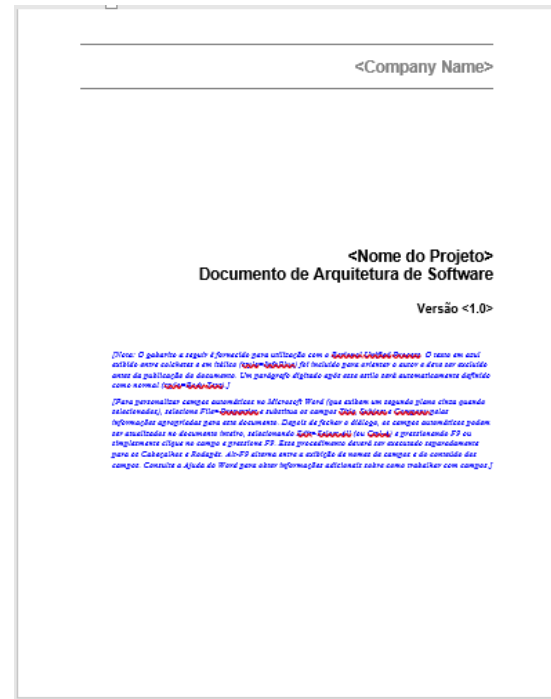 <Company Name>
<Nome do Projeto>
Documento de Arquitetura de Software
Versão <1.0>
[Nota: O gabarito a seguir é fornecido para utilização com o Rational Unified Process. O texto em azul
exibido entre colchetes e em itálico (style=InfoBlue) foi incluído para orientar o autor e deve ser excluído
antes da publicação do documento. Um parágrafo digitado após esse estilo será automaticamente definido
como normal (style=Body Text).]
[Para personalizar campos automáticos no Microsoft Word (que exibem um segundo plano cinza quando
selecionados), selecione File>Properties e substitua os campos Title, Subject e Company pelas
informações apropriadas para este documento. Depois de fechar o diálogo, os campos automáticos podem
ser atualizados no documento inteiro, selecionando Edit>Select All (ou Ctrl-A) e pressionando F9 ou
simplesmente clique no campo e pressione F9. Esse procedimento deverá ser executado separadamente
para os Cabeçalhos e Rodapés. Alt-F9 alterna entre a exibição de nomes de campos e do conteúdo dos
campos. Consulte a Ajuda do Word para obter informações adicionais sobre como trabalhar com campos.]